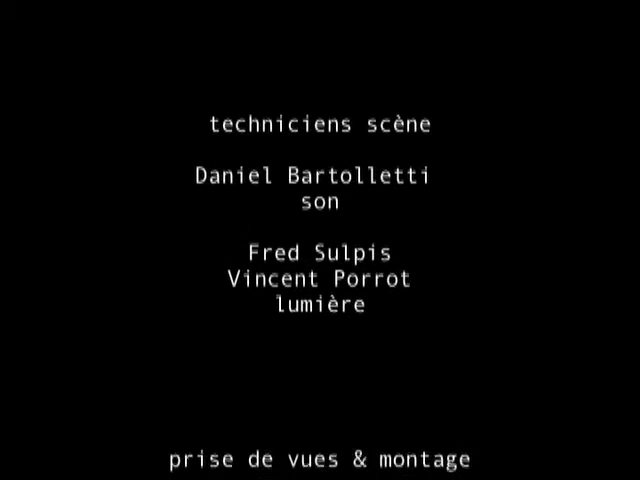 techniciens scène
Daniel Bartolletti
son
Fred Sulpis
Vincent Porrot
lumière
prise de vues & montage